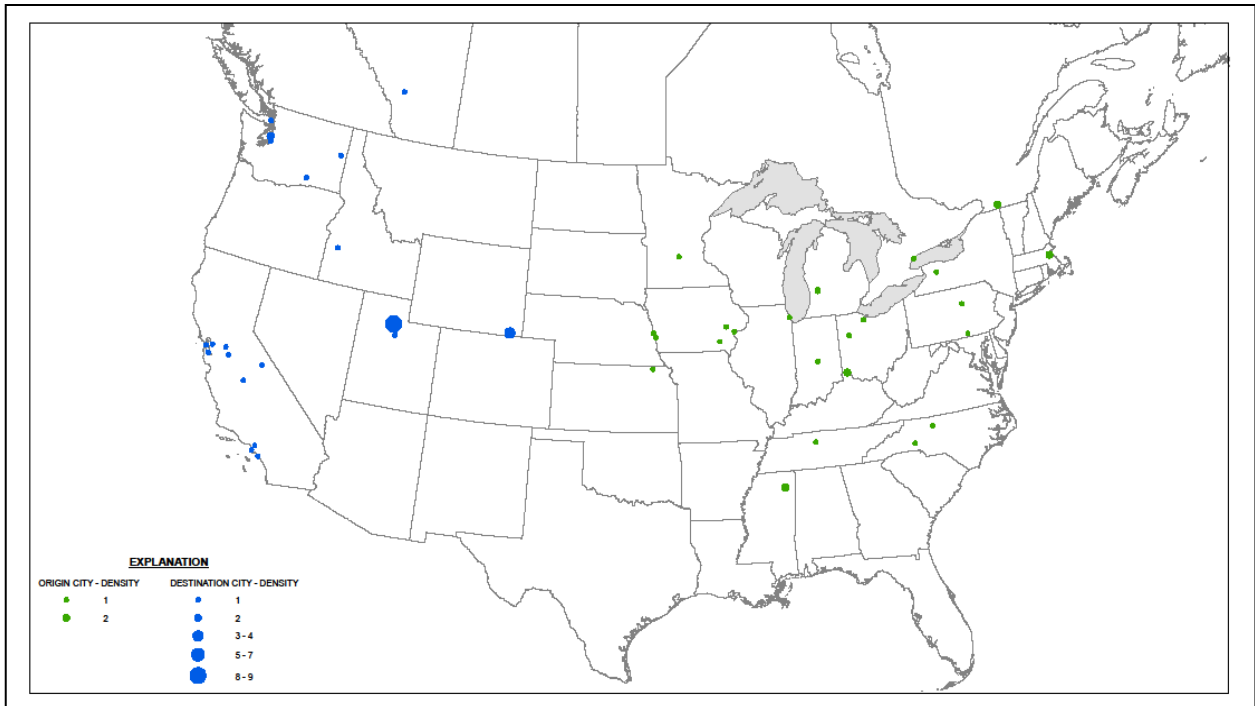 EXPLANATION
ORIGIN CITY - DENSITY DESTINATION CITY - DENSITY
1 1
2 2
3 - 4
5 - 7
8 - 9